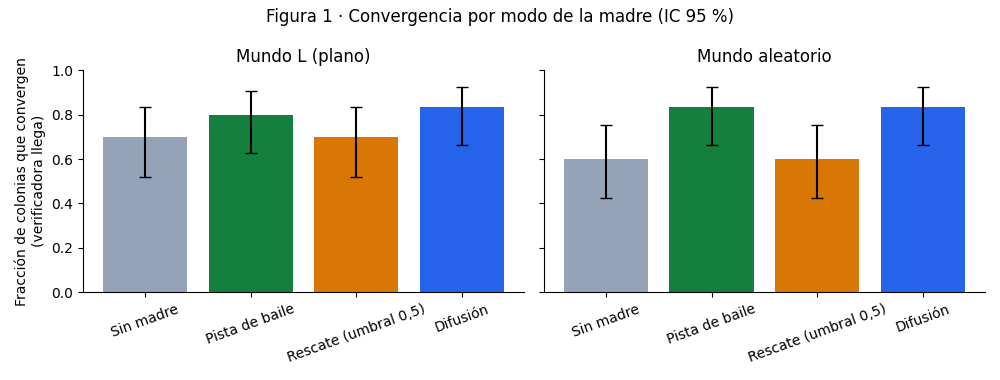 Figura 1 · Convergencia por modo de la madre (IC 95 %)
Mundo L (plano)
Mundo aleatorio
Fracción de colonias que convergen
(verificadora llega)
1.0
0.8
0.6
0.4
0.2
0.0
Sin madre
Pista de baile
Rescate (umbral 0,5)
Difusión
Sin madre
Pista de baile
Rescate (umbral 0,5)
Difusión